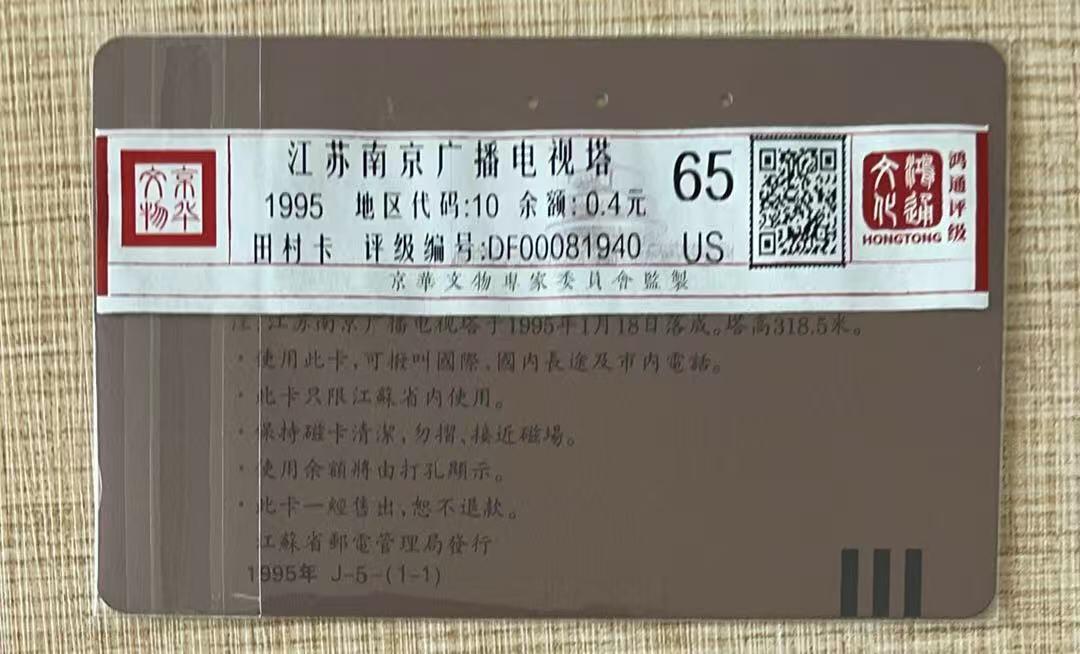 京华文物
江苏南京广播电视塔
65
1995 地区代码:10 余额:0.4元
田村卡 评级编号:DF00081940 US
鸿通文化
HONGTONG
鸿通评级
京華文物專家委員會監製
注:江苏南京广播电视塔于1995年1月18日落成。塔高318.5米。
·使用此卡,可撥叫國際、國内長途及市内電話。
·此卡只限江蘇省内使用。
·保持磁卡清潔,勿摺、接近磁場。
·使用余額將由打孔顯示。
·此卡一經售出,恕不退款。
江蘇省郵電管理局發行
1995年 J-5-(1-1)